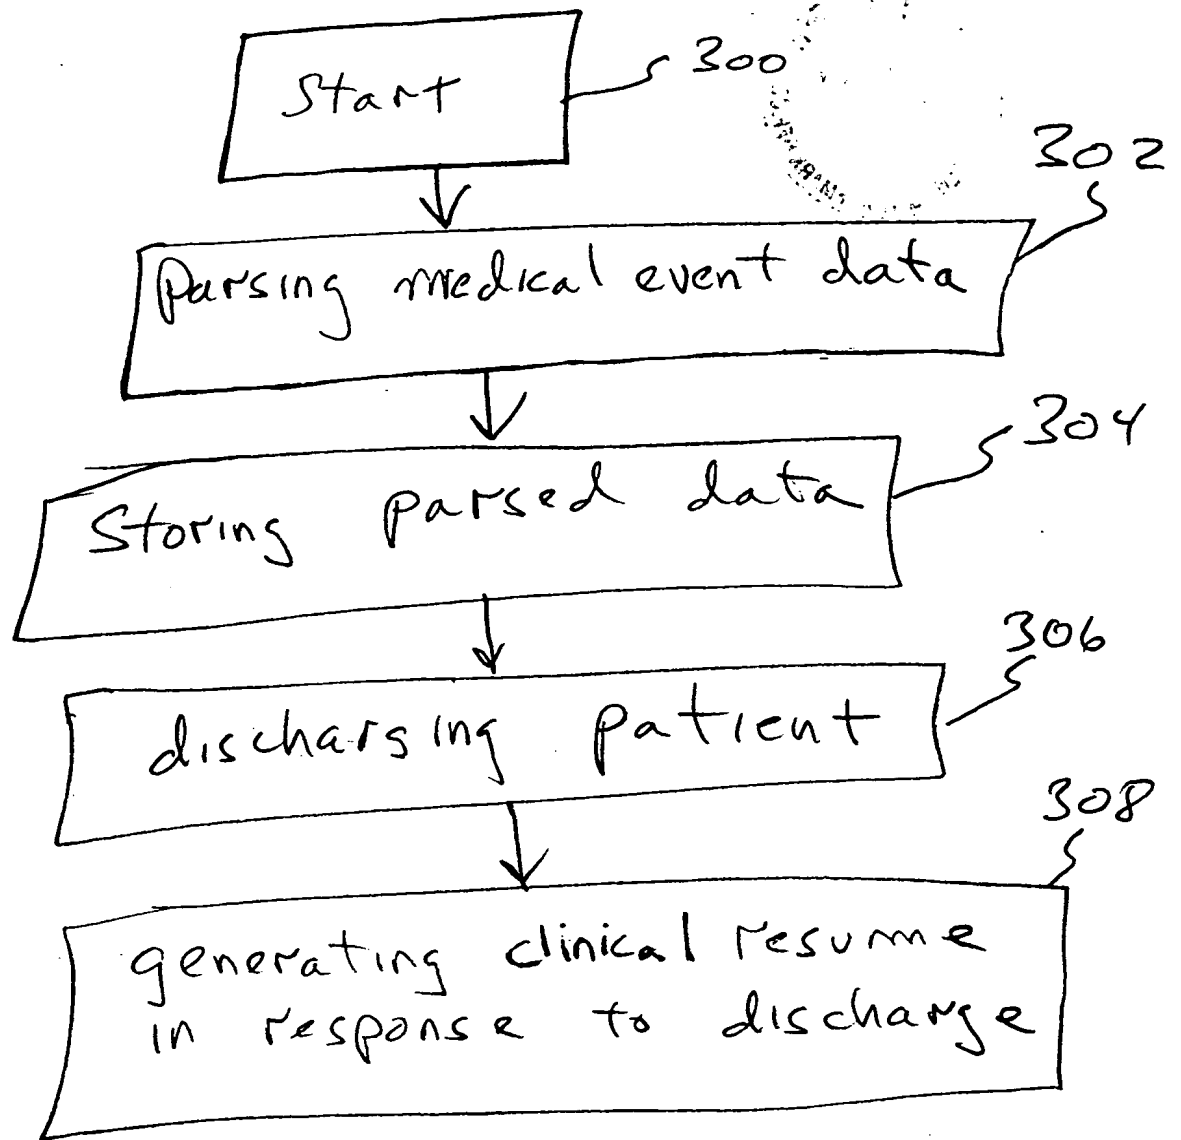 Start
300
302
parsing medical event data
304
Storing parsed data
306
discharging patient
308
generating clinical resume
in response to discharge